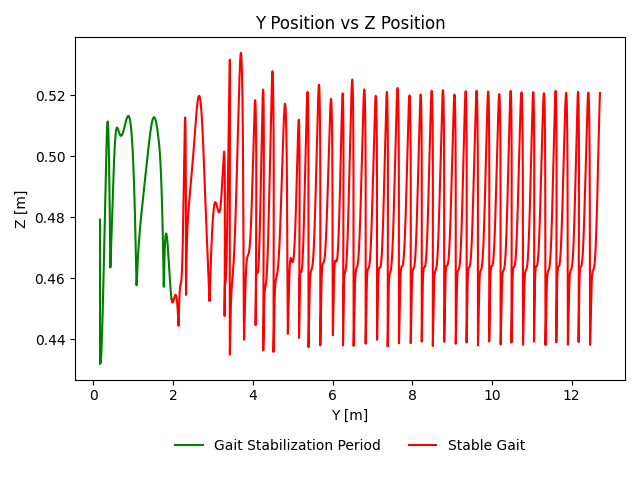 Y Position vs Z Position
Z [m]
0.52
0.50
0.48
0.46
0.44
0 2 4 6 8 10 12
Y [m]
Gait Stabilization Period Stable Gait